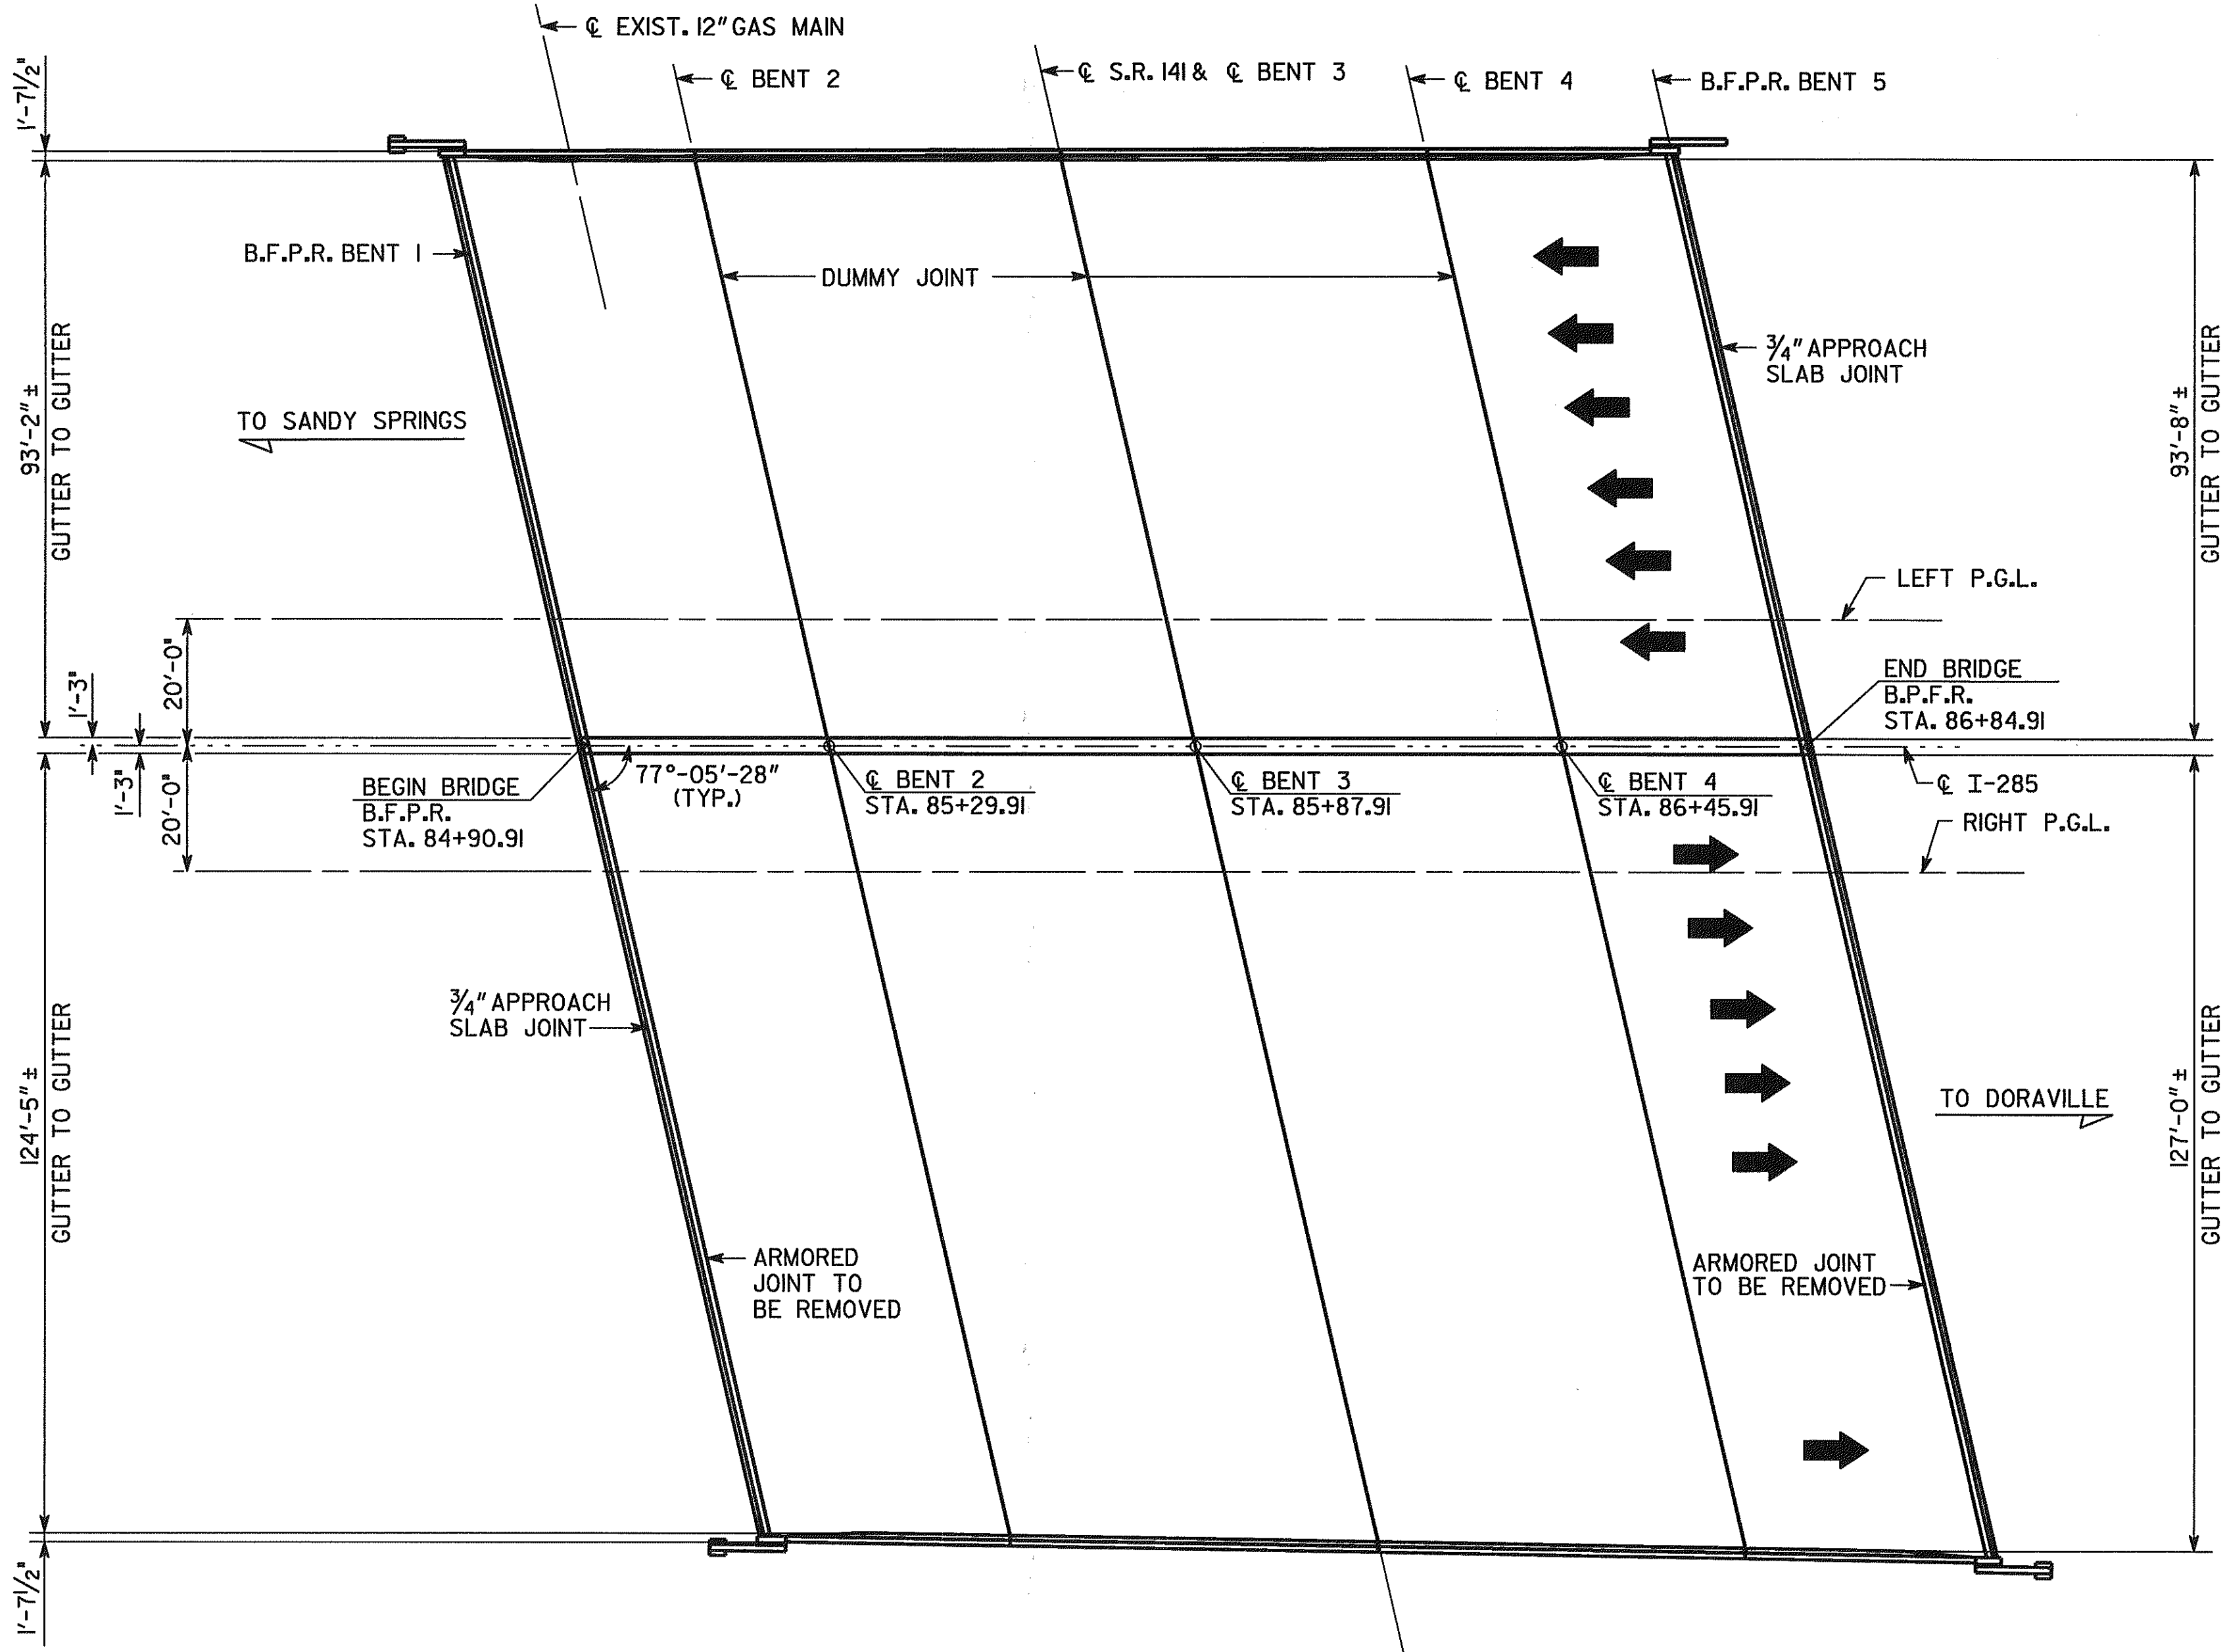 ℄ EXIST. 12" GAS MAIN
℄ BENT 2
℄ S.R. 141 & ℄ BENT 3
℄ BENT 4
B.F.P.R. BENT 5
1'-7 1/2"
B.F.P.R. BENT 1
DUMMY JOINT
3/4" APPROACH
SLAB JOINT
93'-2" ±
GUTTER TO GUTTER
93'-8" ±
GUTTER TO GUTTER
TO SANDY SPRINGS
LEFT P.G.L.
20'-0"
1'-3"
END BRIDGE
B.P.F.R.
STA. 86+84.91
1'-3"
20'-0"
BEGIN BRIDGE
B.F.P.R.
STA. 84+90.91
77°-05'-28"
(TYP.)
℄ BENT 2
STA. 85+29.91
℄ BENT 3
STA. 85+87.91
℄ BENT 4
STA. 86+45.91
℄ I-285
RIGHT P.G.L.
3/4" APPROACH
SLAB JOINT
124'-5" ±
GUTTER TO GUTTER
127'-0" ±
GUTTER TO GUTTER
TO DORAVILLE
ARMORED
JOINT TO
BE REMOVED
ARMORED JOINT
TO BE REMOVED
1'-7 1/2"